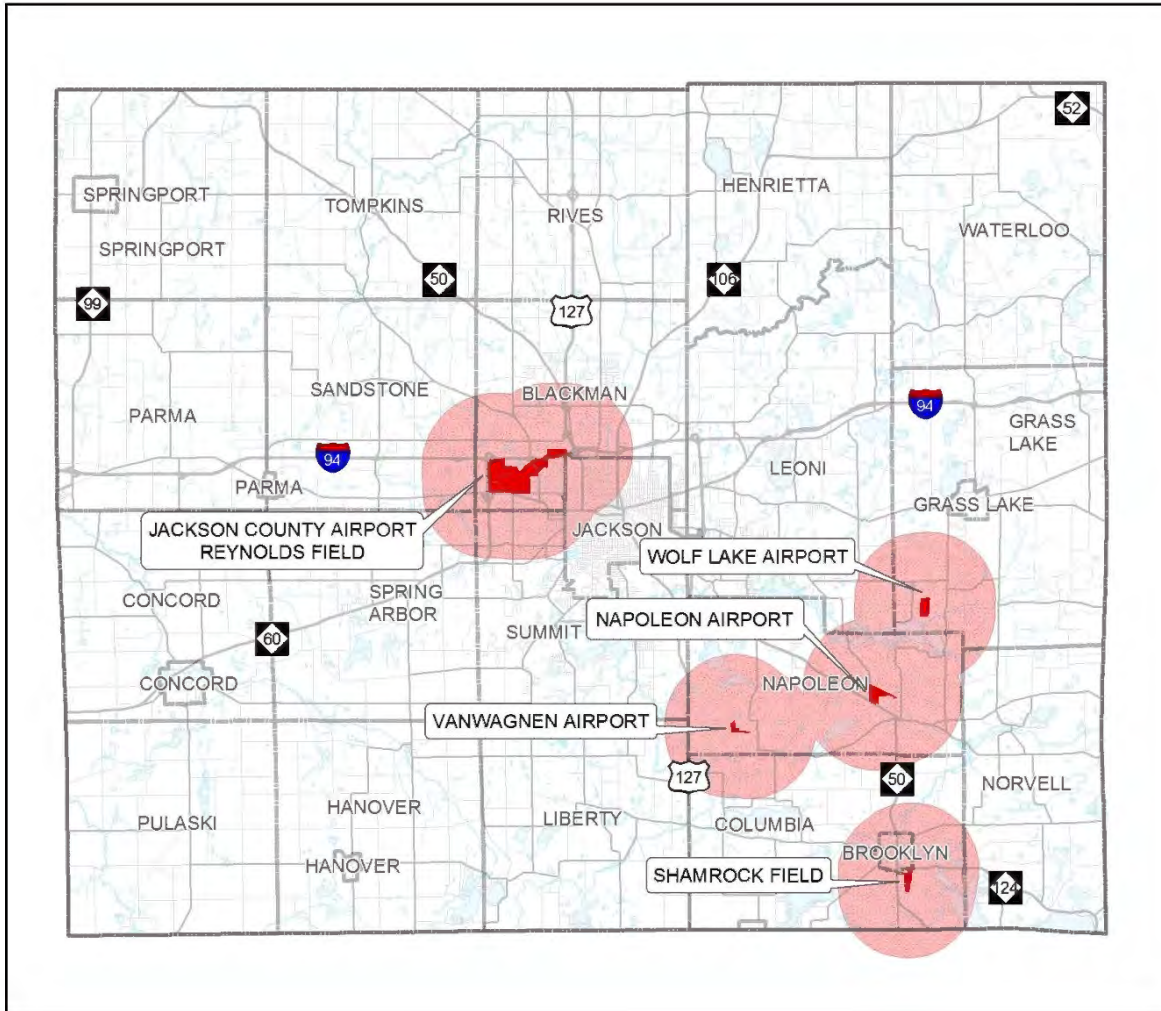 52
SPRINGPORT
TOMPKINS
RIVES
HENRIETTA
WATERLOO
SPRINGPORT
50
106
99
127
SANDSTONE
BLACKMAN
94
PARMA
GRASS
LAKE
94
LEONI
PARMA
GRASS LAKE
JACKSON COUNTY AIRPORT
REYNOLDS FIELD
JACKSON
WOLF LAKE AIRPORT
CONCORD
SPRING
ARBOR
60
SUMMIT
NAPOLEON AIRPORT
CONCORD
NAPOLEON
VANWAGNEN AIRPORT
127
50
NORVELL
PULASKI
HANOVER
LIBERTY
COLUMBIA
BROOKLYN
HANOVER
SHAMROCK FIELD
124